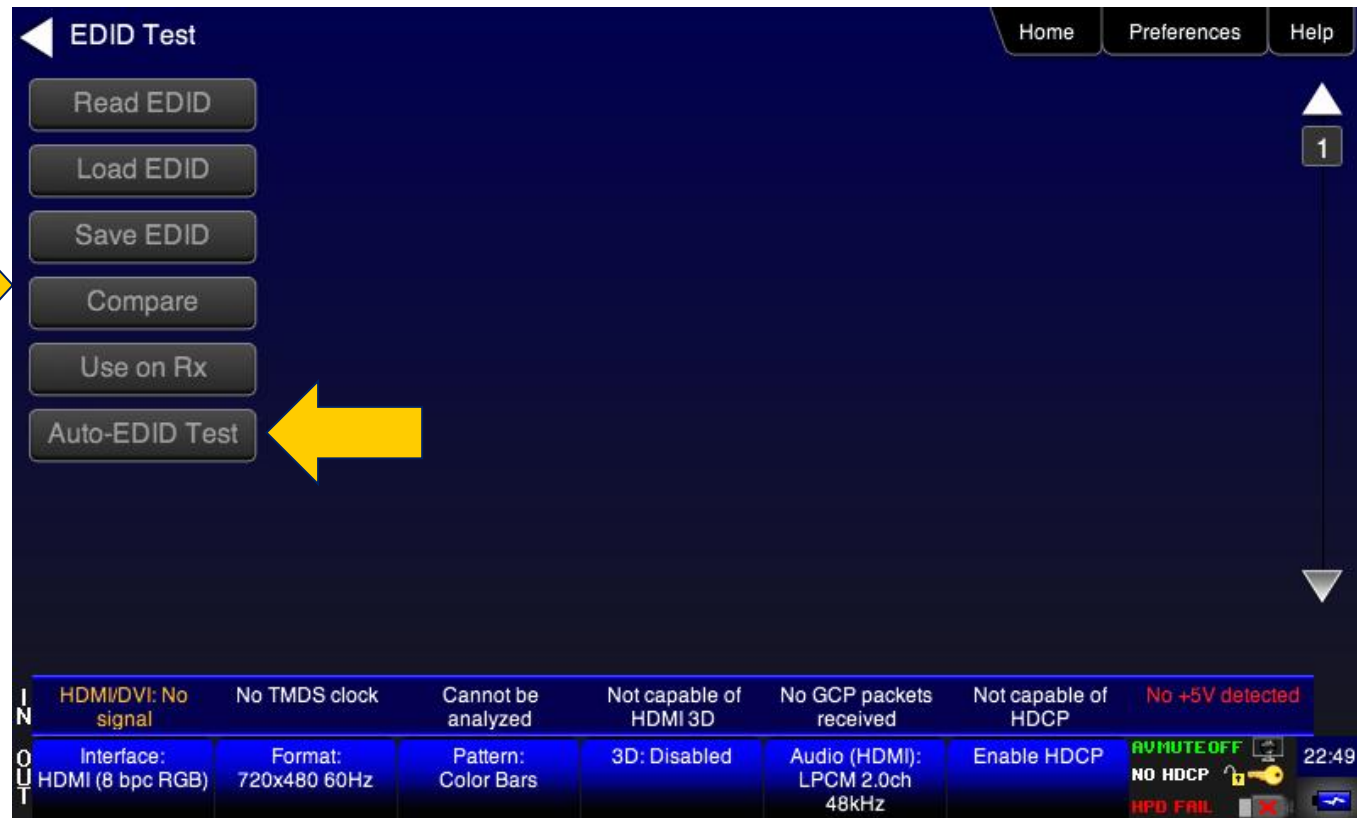 EDID Test
Home
Preferences
Help
Read EDID
1
Load EDID
Save EDID
Compare
Use on Rx
Auto-EDID Test
IN
HDMI/DVI: No
signal
No TMDS clock
Cannot be
analyzed
Not capable of
HDMI 3D
No GCP packets
received
Not capable of
HDCP
No +5V detected
OUT
Interface:
HDMI (8 bpc RGB)
Format:
720x480 60Hz
Pattern:
Color Bars
3D: Disabled
Audio (HDMI):
LPCM 2.0ch
48kHz
Enable HDCP
AVMUTEOFF
NO HDCP
HPD FAIL
22:49